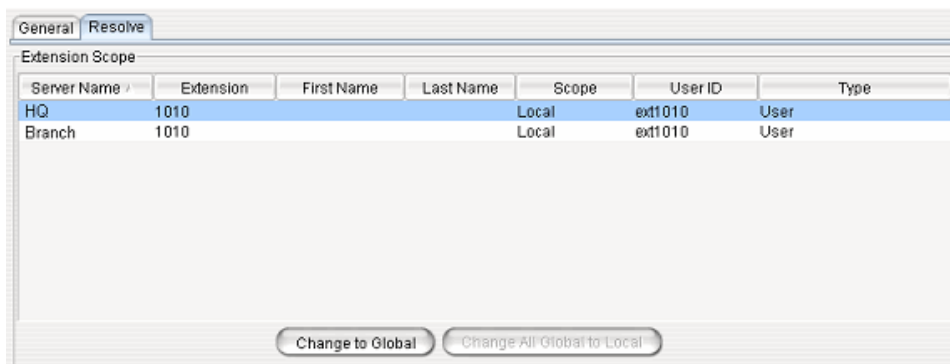 General Resolve
Extension Scope
Server Name Extension First Name Last Name Scope User ID Type
HQ 1010 Local ext1010 User
Branch 1010 Local ext1010 User
Change to Global Change All Global to Local